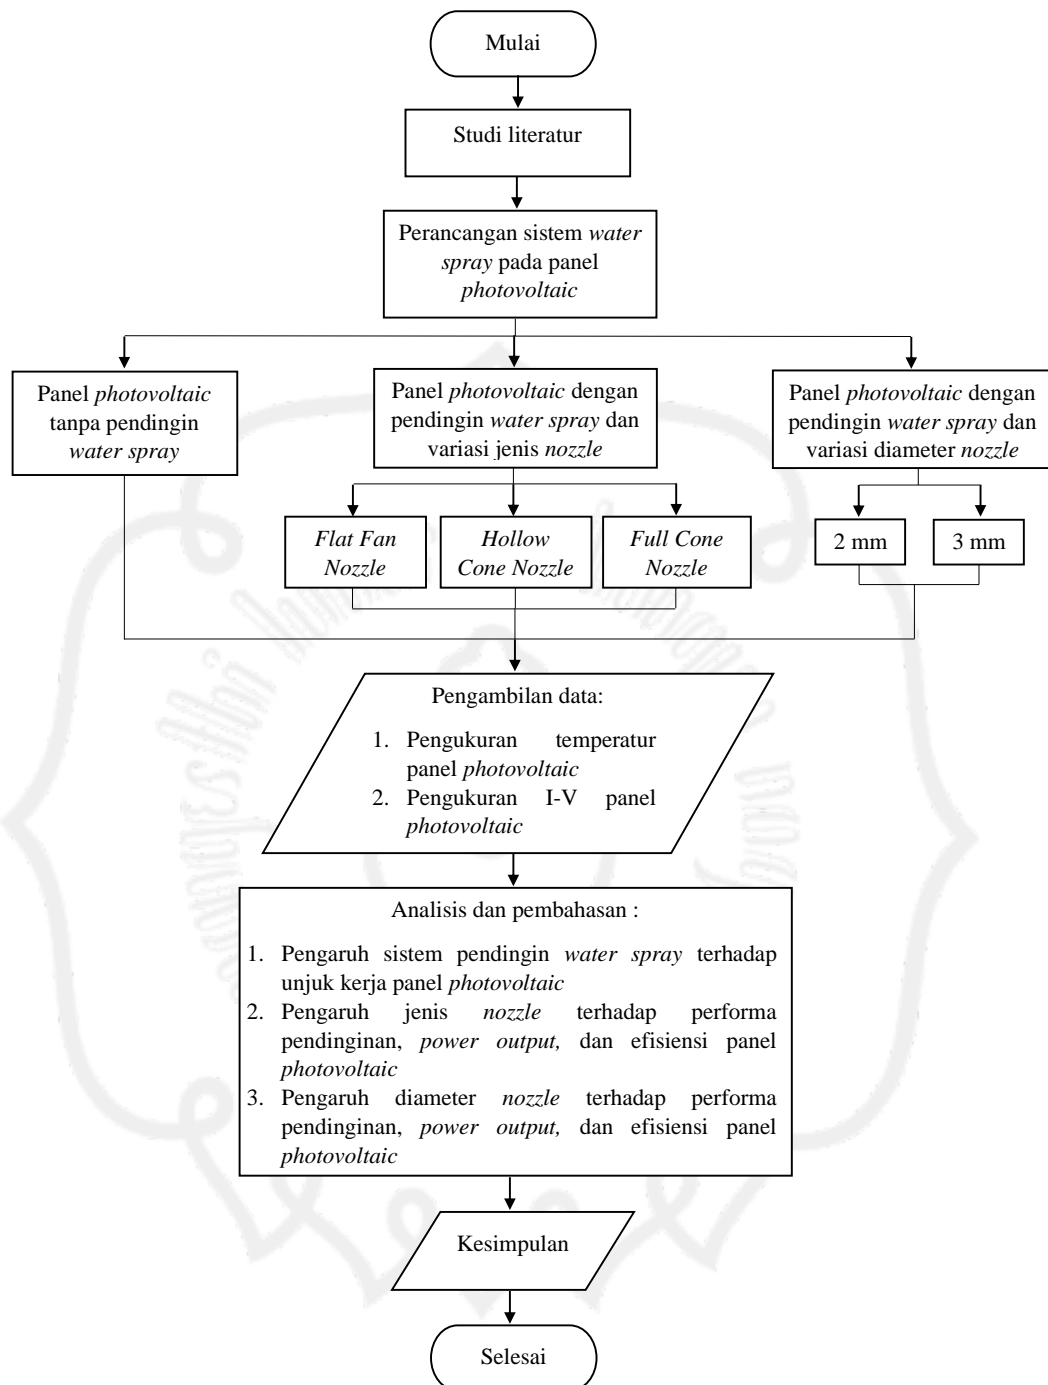 Mulai
Studi literatur
Perancangan sistem water
spray pada panel
photovoltaic
Panel photovoltaic
tanpa pendingin
water spray
Panel photovoltaic dengan
pendingin water spray dan
variasi jenis nozzle
Panel photovoltaic dengan
pendingin water spray dan
variasi diameter nozzle
Flat Fan
Nozzle
Hollow
Cone Nozzle
Full Cone
Nozzle
2 mm
3 mm
Pengambilan data:
1. Pengukuran temperatur
panel photovoltaic
2. Pengukuran I-V panel
photovoltaic
Analisis dan pembahasan :
1. Pengaruh sistem pendingin water spray terhadap
unjuk kerja panel photovoltaic
2. Pengaruh jenis nozzle terhadap performa
pendinginan, power output, dan efisiensi panel
photovoltaic
3. Pengaruh diameter nozzle terhadap performa
pendinginan, power output, dan efisiensi panel
photovoltaic
Kesimpulan
Selesai